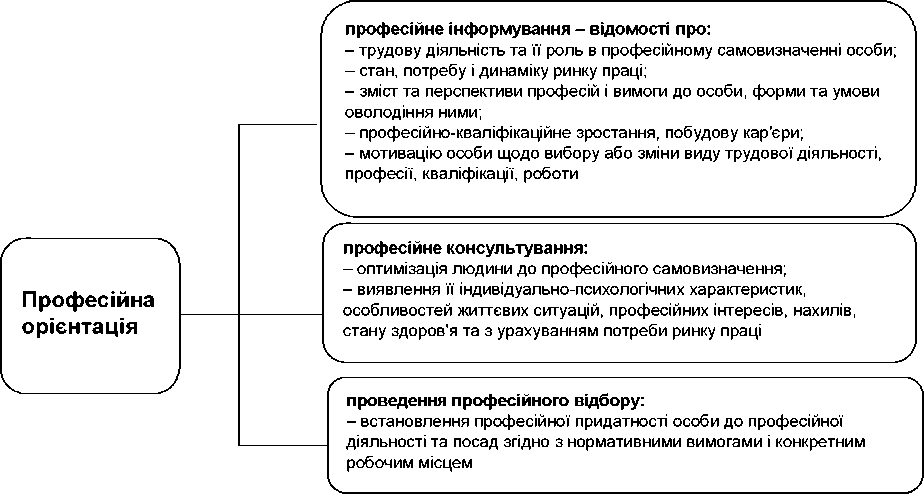 Професійна
орієнтація
професійне інформування – відомості про:
– трудову діяльність та її роль в професійному самовизначенні особи;
– стан, потребу і динаміку ринку праці;
– зміст та перспективи професій і вимоги до особи, форми та умови
оволодіння ними;
– професійно-кваліфікаційне зростання, побудову кар'єри;
– мотивацію особи щодо вибору або зміни виду трудової діяльності,
професії, кваліфікації, роботи
професійне консультування:
– оптимізація людини до професійного самовизначення;
– виявлення її індивідуально-психологічних характеристик,
особливостей життєвих ситуацій, професійних інтересів, нахилів,
стану здоров'я та з урахуванням потреби ринку праці
проведення професійного відбору:
– встановлення професійної придатності особи до професійної
діяльності та посад згідно з нормативними вимогами і конкретним
робочим місцем